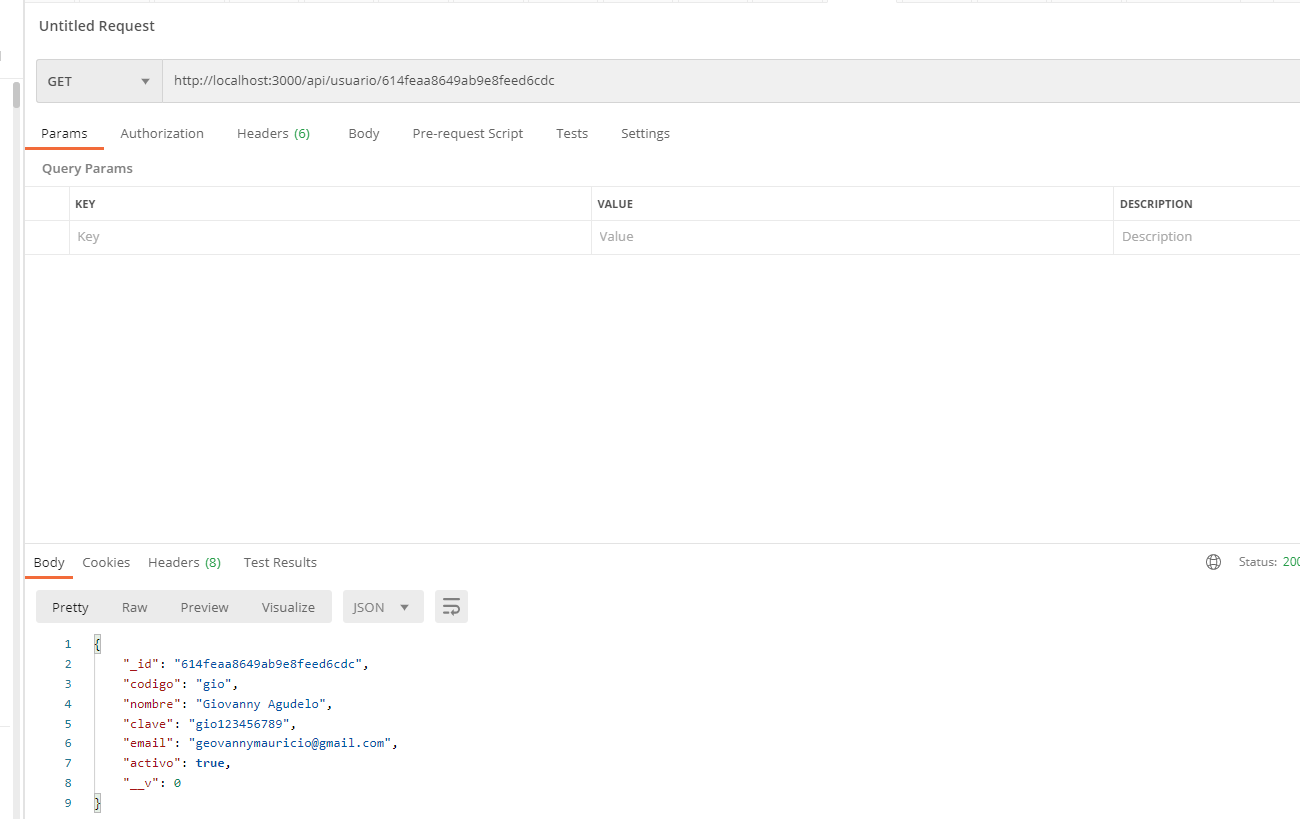 Untitled Request
GET http://localhost:3000/api/usuario/614feaa8649ab9e8feed6cdc
Params Authorization Headers (6) Body Pre-request Script Tests Settings
Query Params
KEY VALUE DESCRIPTION
Key Value Description
Body Cookies Headers (8) Test Results Status: 200
Pretty Raw Preview Visualize JSON
1 {
2 "_id": "614feaa8649ab9e8feed6cdc",
3 "codigo": "gio",
4 "nombre": "Giovanny Agudelo",
5 "clave": "gio123456789",
6 "email": "geovannymauricio@gmail.com",
7 "activo": true,
8 "__v": 0
9 }